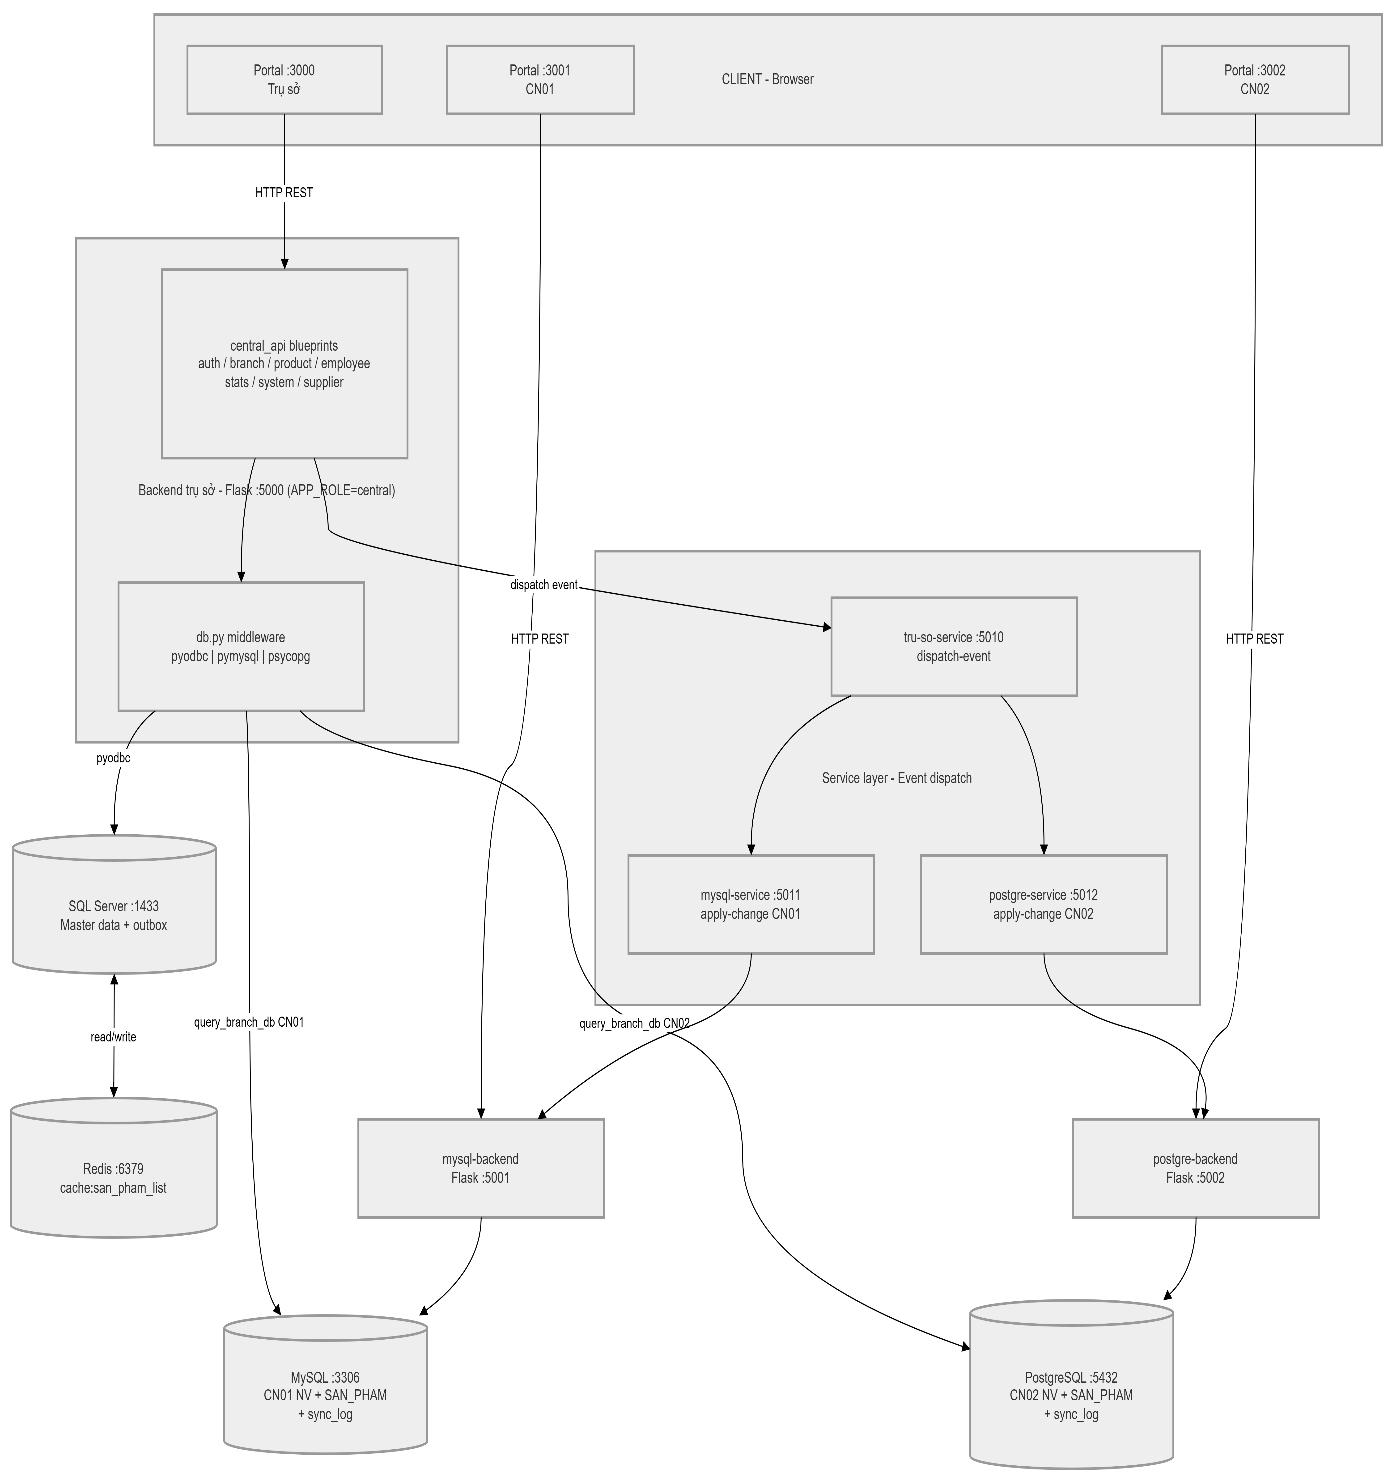 Portal :3000
Trụ sở
Portal :3001
CN01
CLIENT - Browser
Portal :3002
CN02
HTTP REST
central_api blueprints
auth / branch / product / employee
stats / system / supplier
Backend trụ sở - Flask :5000 (APP_ROLE=central)
dispatch event
HTTP REST
HTTP REST
tru-so-service :5010
dispatch-event
db.py middleware
pyodbc | pymysql | psycopg
pyodbc
Service layer - Event dispatch
mysql-service :5011
apply-change CN01
postgre-service :5012
apply-change CN02
SQL Server :1433
Master data + outbox
query_branch_db CN01
query_branch_db CN02
read/write
Redis :6379
cache:san_pham_list
mysql-backend
Flask :5001
postgre-backend
Flask :5002
MySQL :3306
CN01 NV + SAN_PHAM
+ sync_log
PostgreSQL :5432
CN02 NV + SAN_PHAM
+ sync_log